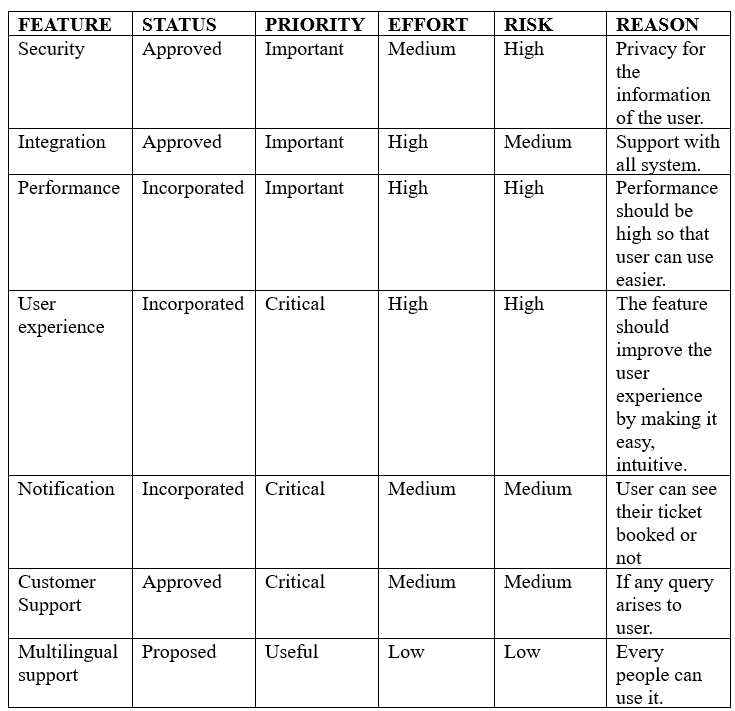 FEATURE STATUS PRIORITY EFFORT RISK REASON
Security Approved Important Medium High Privacy for
the
information
of the user.
Integration Approved Important High Medium Support with
all system.
Performance Incorporated Important High High Performance
should be
high so that
user can use
easier.
User Incorporated Critical High High The feature
experience should
improve the
user
experience
by making it
easy,
intuitive.
Notification Incorporated Critical Medium Medium User can see
their ticket
booked or
not
Customer Approved Critical Medium Medium If any query
Support arises to
user.
Multilingual Proposed Useful Low Low Every
support people can
use it.